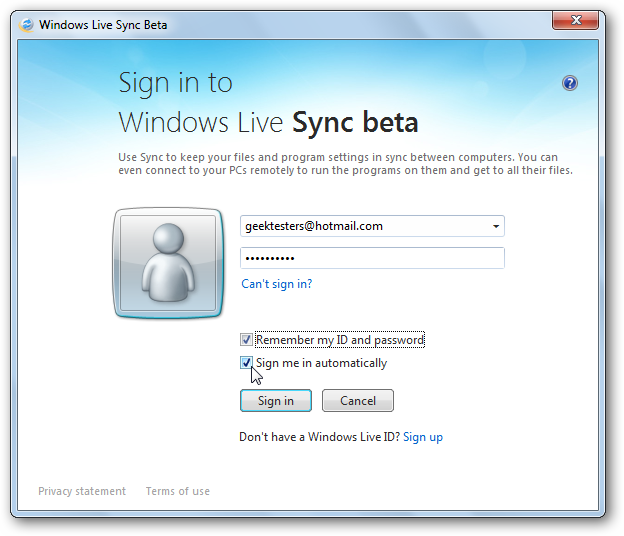 Windows Live Sync Beta
Sign in to
Windows Live Sync beta
Use Sync to keep your files and program settings in sync between computers. You can
even connect to your PCs remotely to run the programs on them and get to all their files.
geektesters@hotmail.com
••••••••••
Can't sign in?
Remember my ID and password
Sign me in automatically
Sign in Cancel
Don't have a Windows Live ID? Sign up
Privacy statement Terms of use